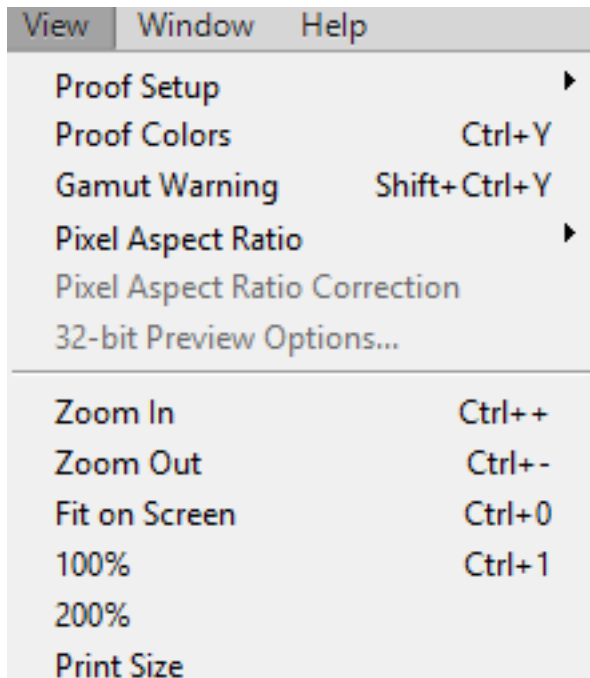 View Window Help
Proof Setup
Proof Colors Ctrl+Y
Gamut Warning Shift+Ctrl+Y
Pixel Aspect Ratio
Pixel Aspect Ratio Correction
32-bit Preview Options...
Zoom In Ctrl++
Zoom Out Ctrl+-
Fit on Screen Ctrl+0
100% Ctrl+1
200%
Print Size